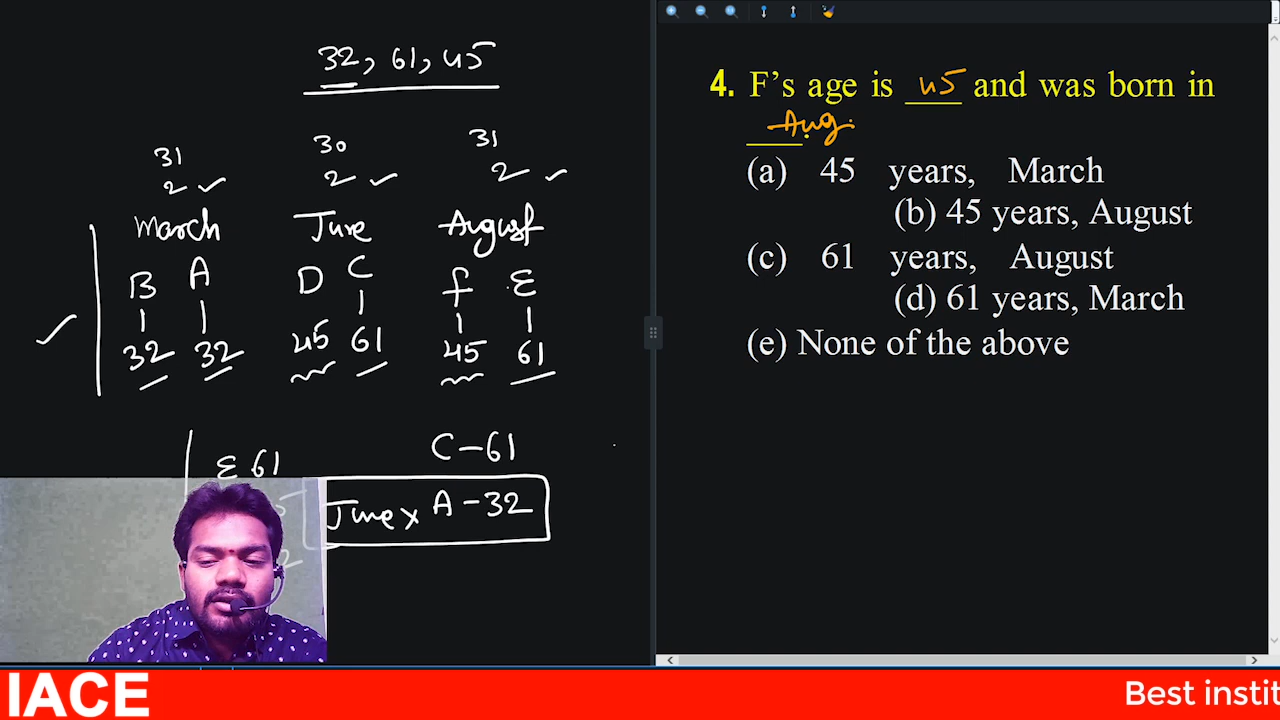 32, 61, 45
31 30 31
2 ✓ 2 ✓ 2 ✓
March June August
B A D C F E
32 32 45 61 45 61
C-61
E 61
June x A-32
4. F's age is 45 and was born in
Aug.
(a) 45 years, March
(b) 45 years, August
(c) 61 years, August
(d) 61 years, March
(e) None of the above
IACE
Best instit